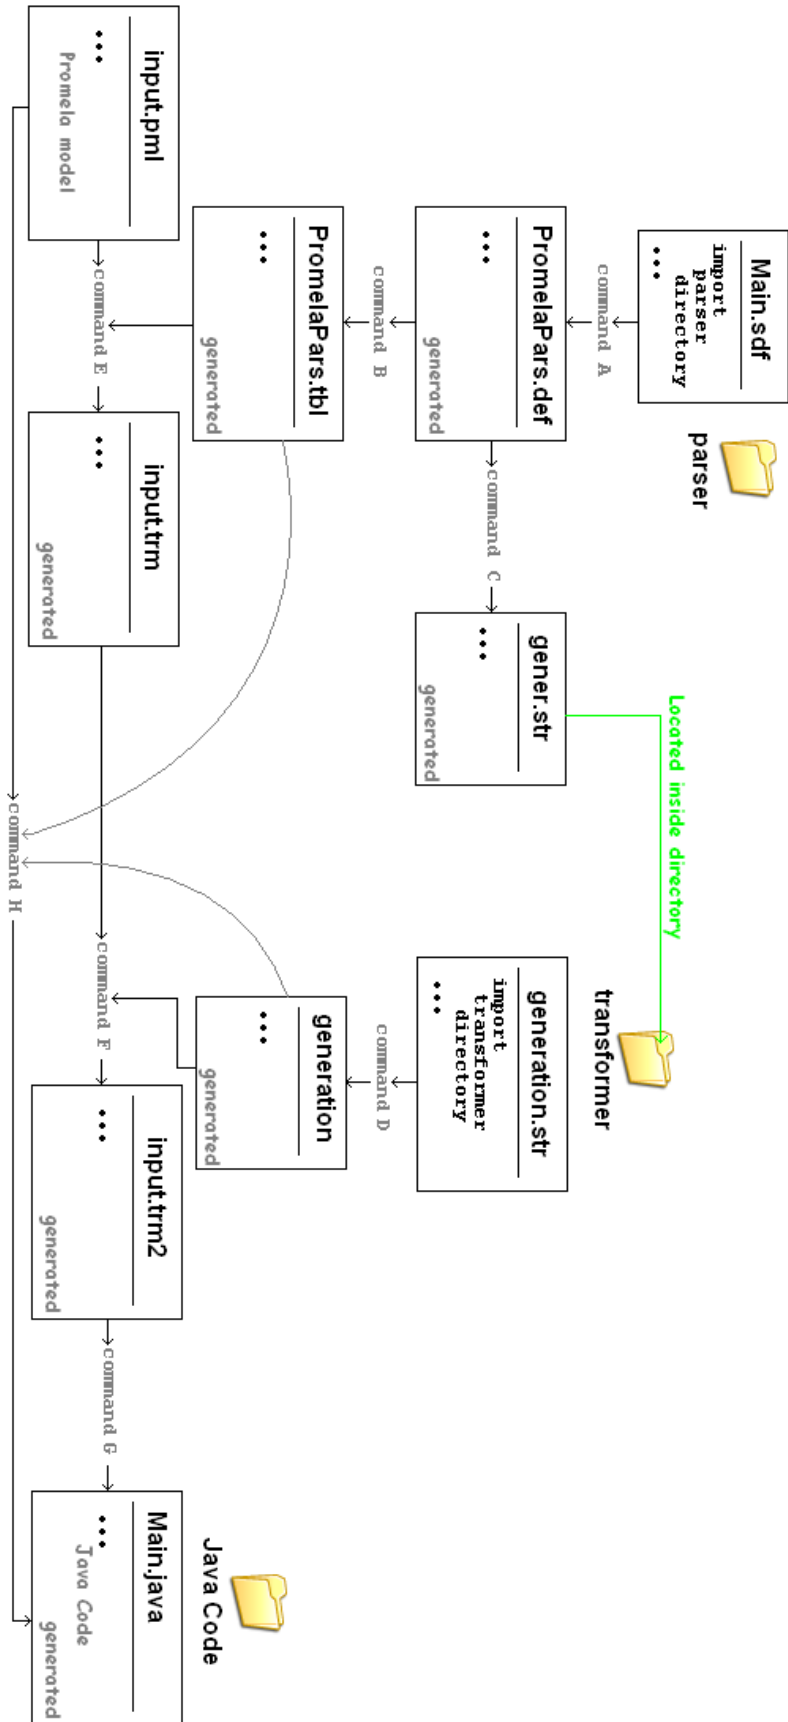 Main.sdf
import
parser
directory
•••
parser
command A
PromelaPars.def
•••
generated
command C
gener.str
•••
generated
Located inside directory
transformer
generation.str
import
transformer
directory
•••
command B
command D
PromelaPars.tbl
•••
generated
generation
•••
generated
input.pml
•••
Promela model
command E
input.trm
•••
generated
command F
input.trm2
•••
generated
command G
Java Code
Main.java
•••
Java Code
generated
command H